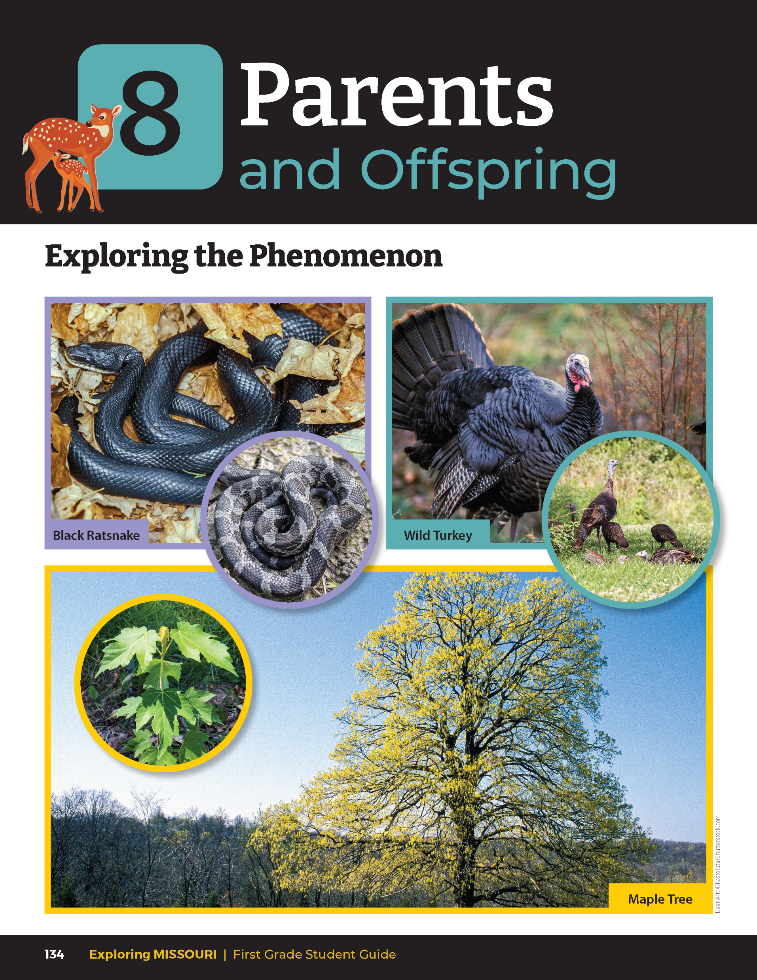 8
Parents
and Offspring
Exploring the Phenomenon
Black Ratsnake
Wild Turkey
Maple Tree
134 Exploring MISSOURI | First Grade Student Guide